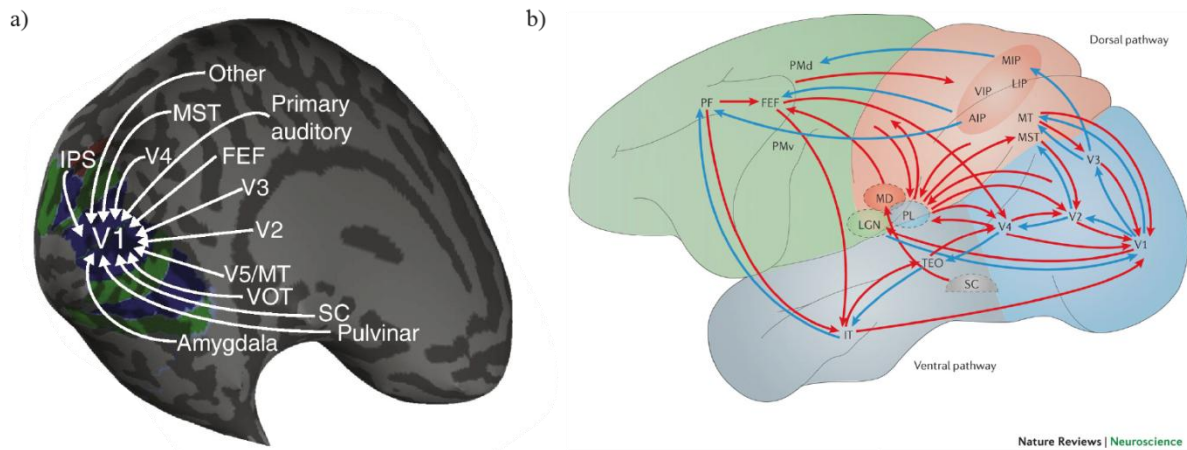 a)
Other
MST
Primary
auditory
IPS
V4
FEF
V3
V1
V2
V5/MT
VOT
SC
Pulvinar
Amygdala
b)
Dorsal pathway
PMd
MIP
VIP
LIP
PF
FEF
AIP
MT
MST
PMv
V3
MD
PL
LGN
V4
V2
V1
TEO
SC
IT
Ventral pathway
Nature Reviews | Neuroscience